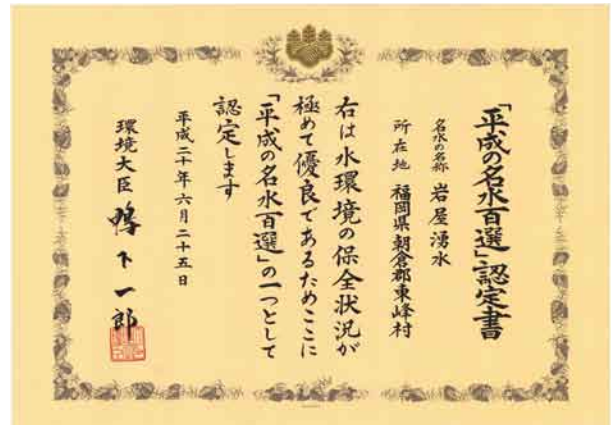 「平成の名水百選」認定書
名水の名称 岩屋湧水
所在地 福岡県朝倉郡東峰村
右は水環境の保全状況が
極めて優良であるためここに
「平成の名水百選」の一つとして
認定します
平成二十年六月二十五日
環境大臣 鴨下一郎